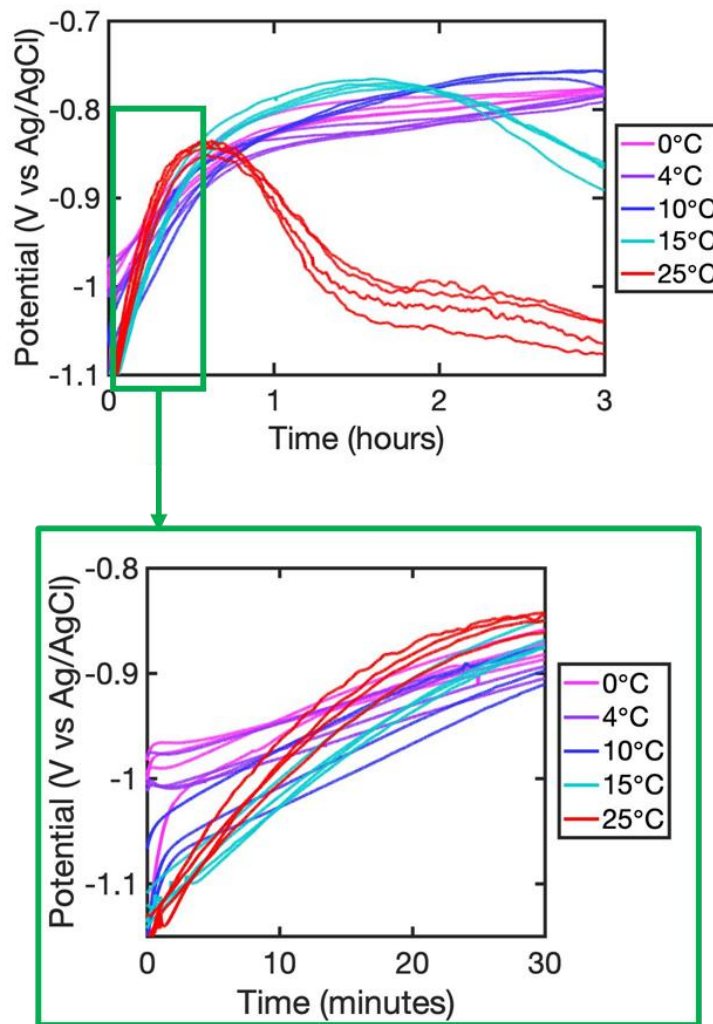 -0.7
-0.8
-0.9
-1
-1.1
Potential (V vs Ag/AgCl)
0
1
2
3
Time (hours)
0°C
4°C
10°C
15°C
25°C
-0.8
-0.9
-1
-1.1
Potential (V vs Ag/AgCl)
0
10
20
30
Time (minutes)
0°C
4°C
10°C
15°C
25°C